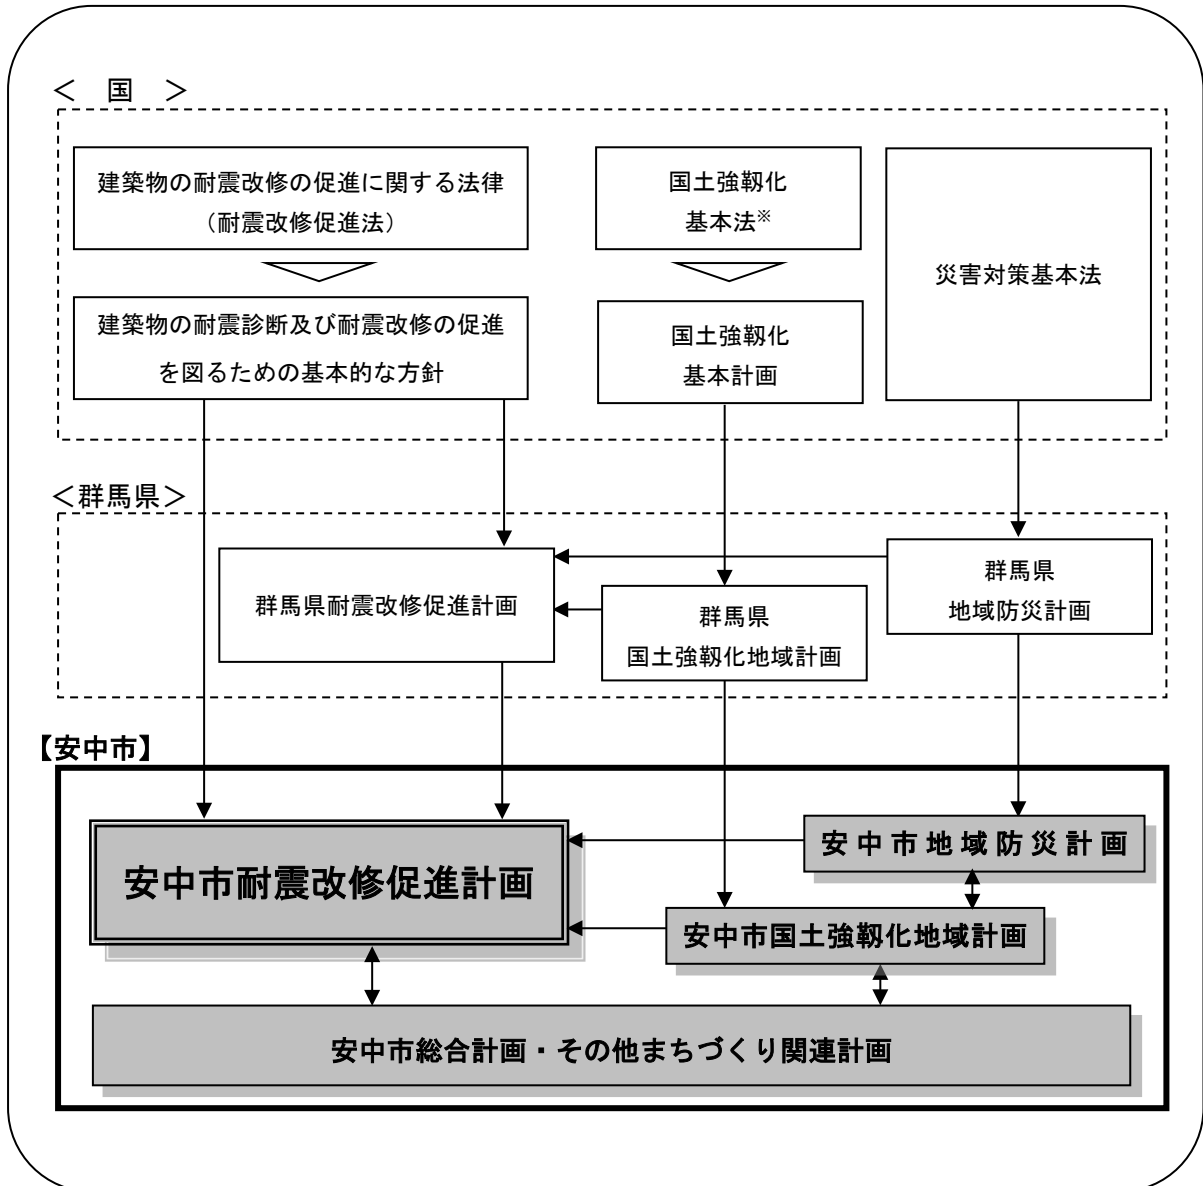 ＜　国　＞
建築物の耐震改修の促進に関する法律
（耐震改修促進法）
国土強靱化
基本法※
災害対策基本法
建築物の耐震診断及び耐震改修の促進
を図るための基本的な方針
国土強靱化
基本計画
＜群馬県＞
群馬県耐震改修促進計画
群馬県
国土強靱化地域計画
群馬県
地域防災計画
【安中市】
安中市耐震改修促進計画
安中市地域防災計画
安中市国土強靱化地域計画
安中市総合計画・その他まちづくり関連計画